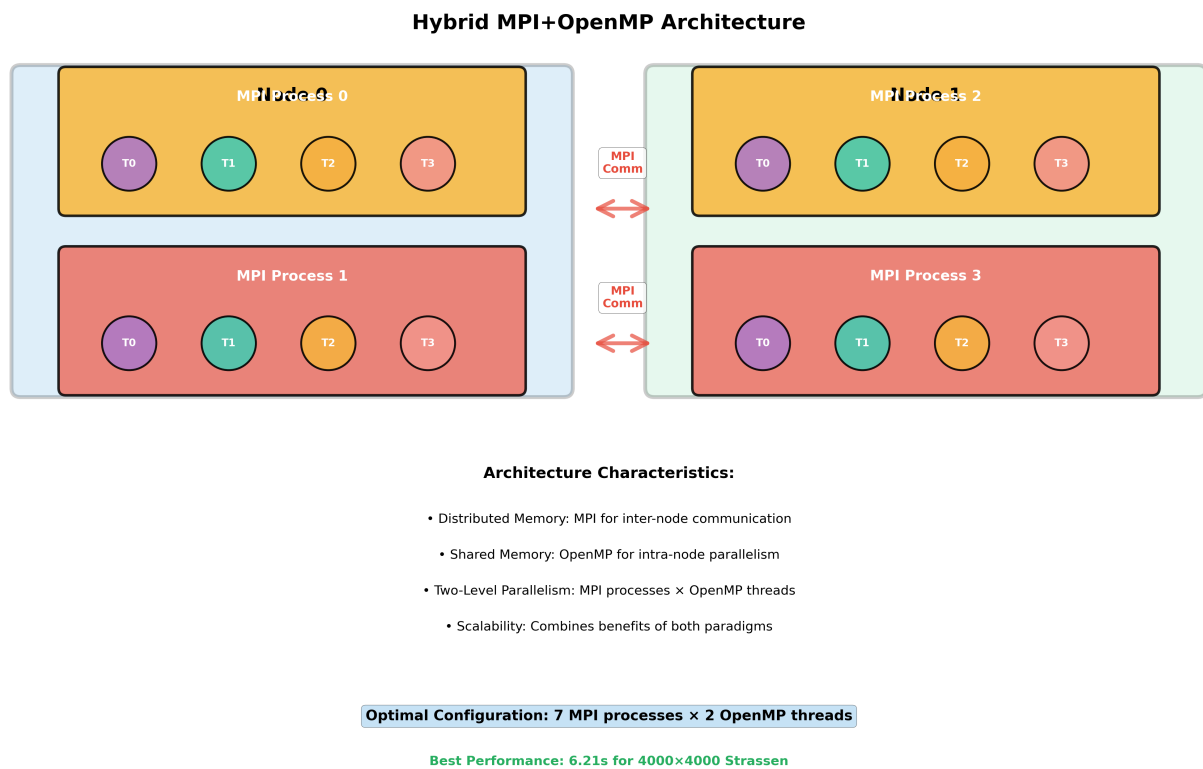 Hybrid MPI+OpenMP Architecture
Node 0
MPI Process 0
T0 T1 T2 T3
MPI Process 1
T0 T1 T2 T3
MPI
Comm
MPI
Comm
Node 1
MPI Process 2
T0 T1 T2 T3
MPI Process 3
T0 T1 T2 T3
Architecture Characteristics:
• Distributed Memory: MPI for inter-node communication
• Shared Memory: OpenMP for intra-node parallelism
• Two-Level Parallelism: MPI processes × OpenMP threads
• Scalability: Combines benefits of both paradigms
Optimal Configuration: 7 MPI processes × 2 OpenMP threads
Best Performance: 6.21s for 4000×4000 Strassen